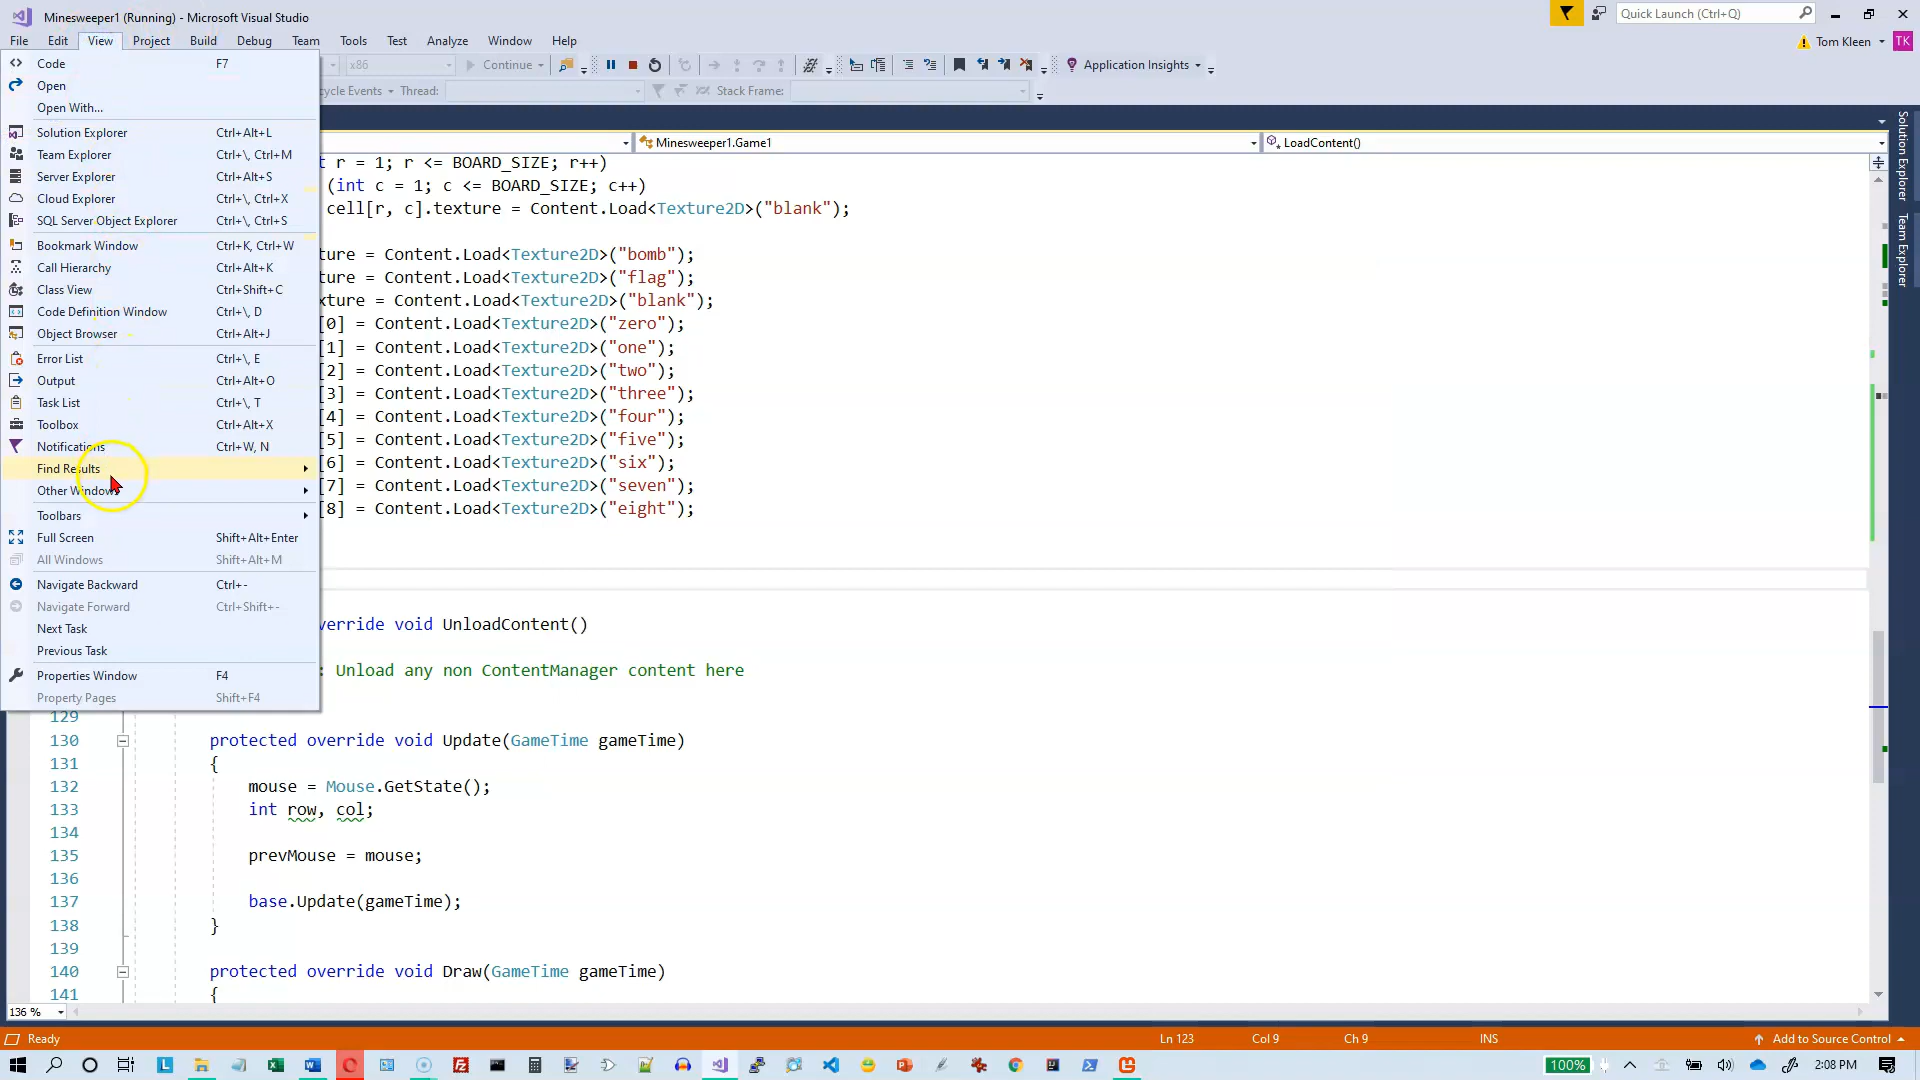 Minesweeper1 (Running) - Microsoft Visual Studio
Quick Launch (Ctrl+Q)
File Edit View Project Build Debug Team Tools Test Analyze Window Help
Tom Kleen TK
x86 Continue Application Insights
cycle Events Thread: Stack Frame:
Code F7
Open
Open With...
Solution Explorer Ctrl+Alt+L
Team Explorer Ctrl+\, Ctrl+M
Server Explorer Ctrl+Alt+S
Cloud Explorer Ctrl+\, Ctrl+X
SQL Server Object Explorer Ctrl+\, Ctrl+S
Bookmark Window Ctrl+K, Ctrl+W
Call Hierarchy Ctrl+Alt+K
Class View Ctrl+Shift+C
Code Definition Window Ctrl+\, D
Object Browser Ctrl+Alt+J
Error List Ctrl+\, E
Output Ctrl+Alt+O
Task List Ctrl+\, T
Toolbox Ctrl+Alt+X
Notifications Ctrl+W, N
Find Results
Other Windows
Toolbars
Full Screen Shift+Alt+Enter
All Windows Shift+Alt+M
Navigate Backward Ctrl+-
Navigate Forward Ctrl+Shift+-
Next Task
Previous Task
Properties Window F4
Property Pages Shift+F4
Minesweeper1.Game1 LoadContent()
t r = 1; r <= BOARD_SIZE; r++)
(int c = 1; c <= BOARD_SIZE; c++)
cell[r, c].texture = Content.Load<Texture2D>("blank");
ture = Content.Load<Texture2D>("bomb");
ture = Content.Load<Texture2D>("flag");
xture = Content.Load<Texture2D>("blank");
[0] = Content.Load<Texture2D>("zero");
[1] = Content.Load<Texture2D>("one");
[2] = Content.Load<Texture2D>("two");
[3] = Content.Load<Texture2D>("three");
[4] = Content.Load<Texture2D>("four");
[5] = Content.Load<Texture2D>("five");
[6] = Content.Load<Texture2D>("six");
[7] = Content.Load<Texture2D>("seven");
[8] = Content.Load<Texture2D>("eight");
verride void UnloadContent()
: Unload any non ContentManager content here
129
130 protected override void Update(GameTime gameTime)
131 {
132 mouse = Mouse.GetState();
133 int row, col;
134
135 prevMouse = mouse;
136
137 base.Update(gameTime);
138 }
139
140 protected override void Draw(GameTime gameTime)
141 {
Solution Explorer
Team Explorer
136 %
Ready Ln 123 Col 9 Ch 9 INS Add to Source Control
100% 2:08 PM